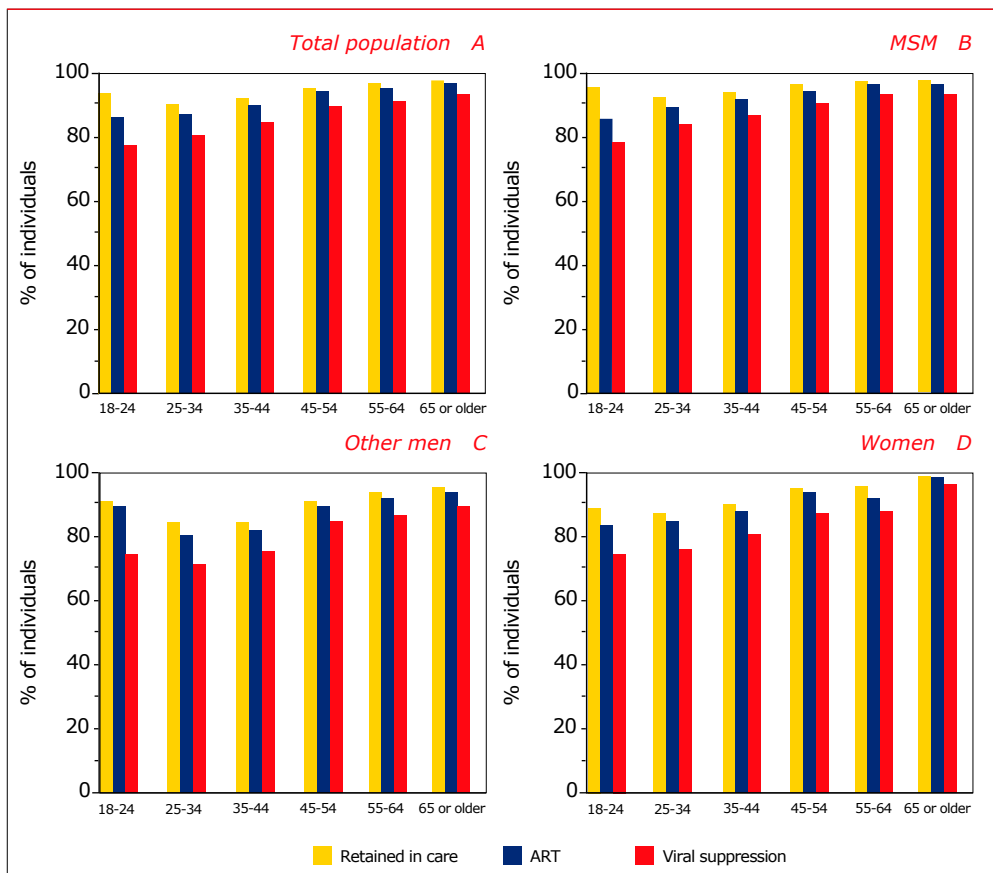 Total population A
% of individuals
100
80
60
40
20
0
18-24 25-34 35-44 45-54 55-64 65 or older
MSM B
% of individuals
100
80
60
40
20
0
18-24 25-34 35-44 45-54 55-64 65 or older
Other men C
% of individuals
100
80
60
40
20
0
18-24 25-34 35-44 45-54 55-64 65 or older
Women D
% of individuals
100
80
60
40
20
0
18-24 25-34 35-44 45-54 55-64 65 or older
Retained in care ART Viral suppression